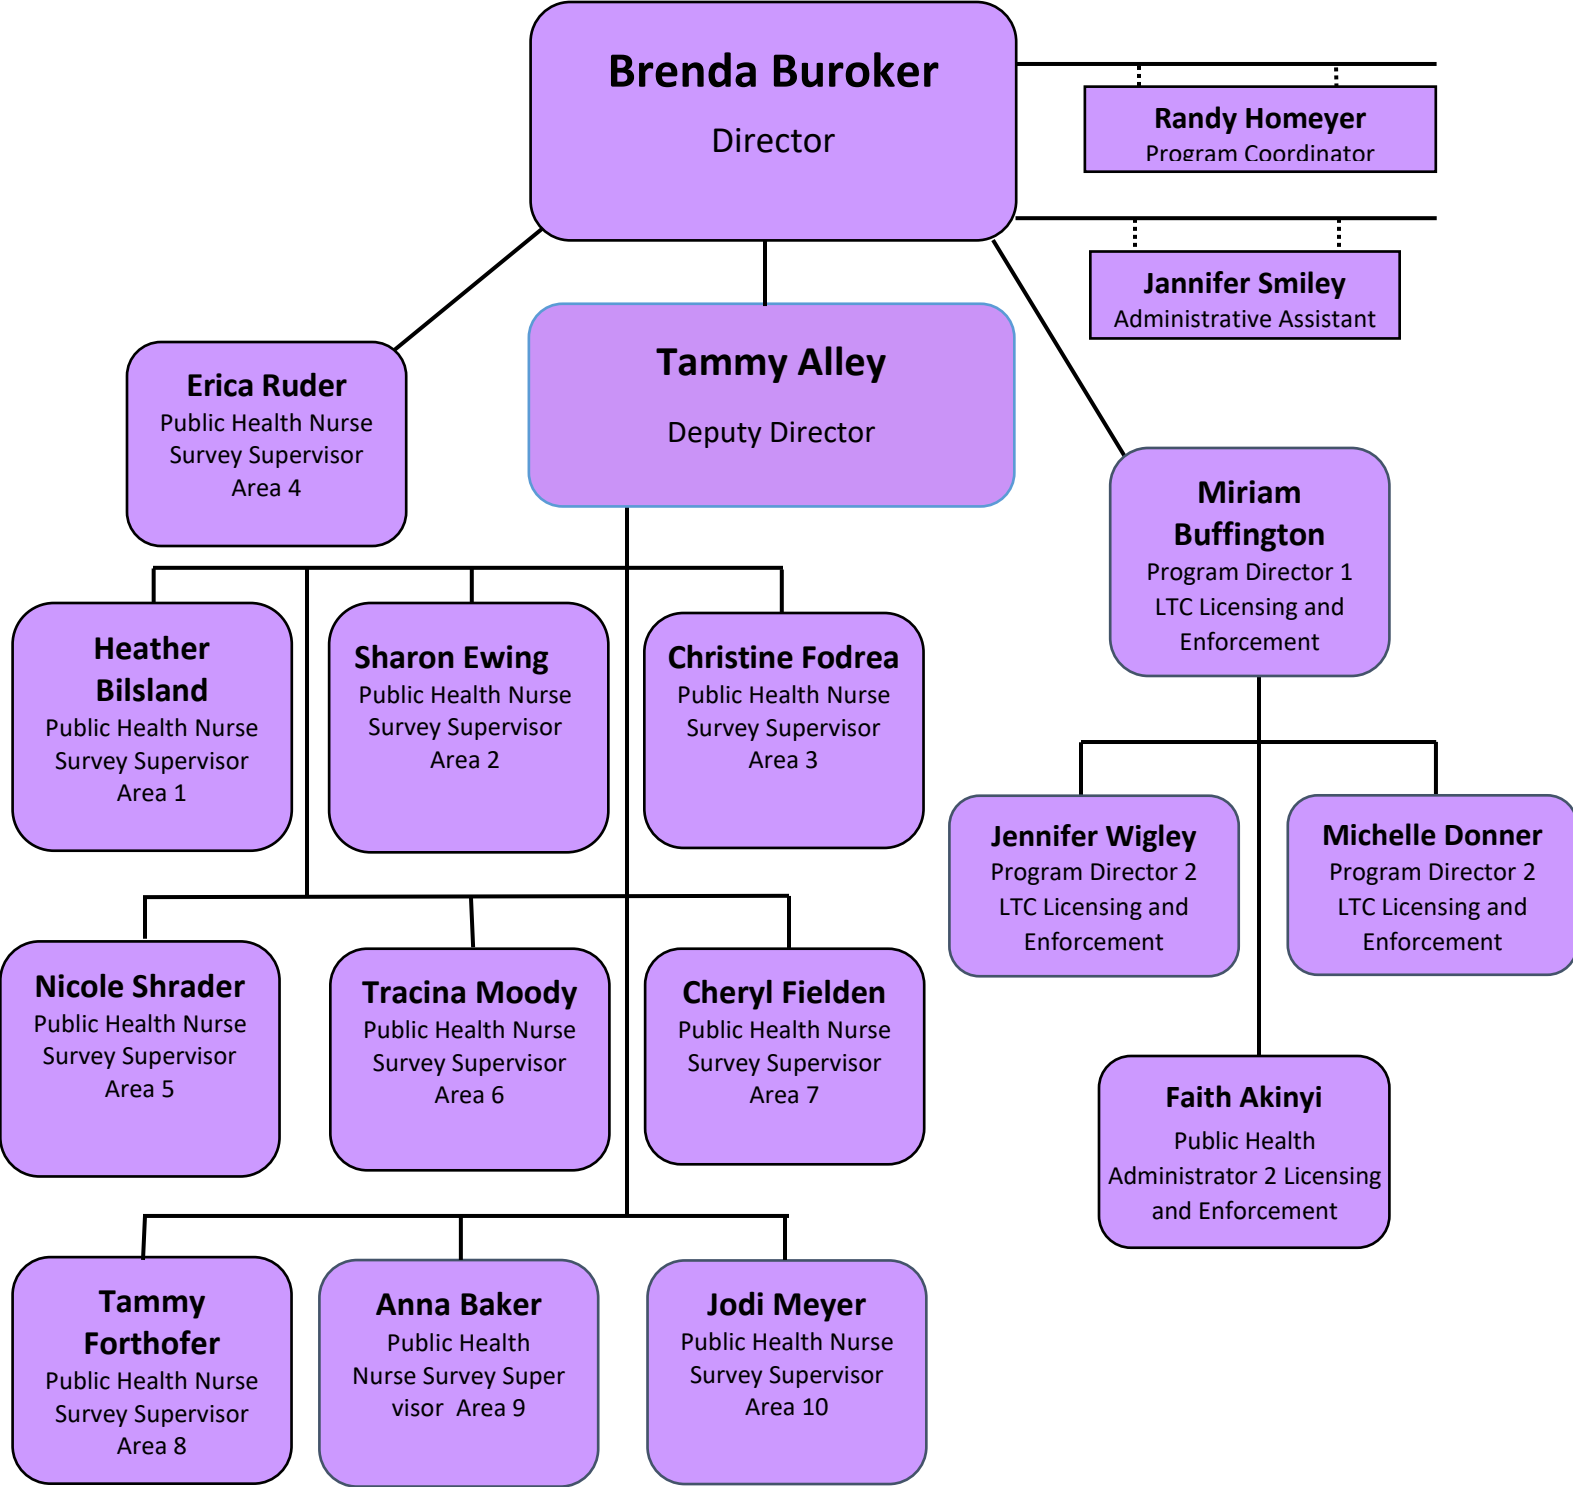 Brenda Buroker
Director
Randy Homeyer
Program Coordinator
Jannifer Smiley
Administrative Assistant
Erica Ruder
Public Health Nurse
Survey Supervisor
Area 4
Tammy Alley
Deputy Director
Miriam
Buffington
Program Director 1
LTC Licensing and
Enforcement
Heather
Bilsland
Public Health Nurse
Survey Supervisor
Area 1
Sharon Ewing
Public Health Nurse
Survey Supervisor
Area 2
Christine Fodrea
Public Health Nurse
Survey Supervisor
Area 3
Jennifer Wigley
Program Director 2
LTC Licensing and
Enforcement
Michelle Donner
Program Director 2
LTC Licensing and
Enforcement
Nicole Shrader
Public Health Nurse
Survey Supervisor
Area 5
Tracina Moody
Public Health Nurse
Survey Supervisor
Area 6
Cheryl Fielden
Public Health Nurse
Survey Supervisor
Area 7
Faith Akinyi
Public Health
Administrator 2 Licensing
and Enforcement
Tammy
Forthofer
Public Health Nurse
Survey Supervisor
Area 8
Anna Baker
Public Health
Nurse Survey Super
visor Area 9
Jodi Meyer
Public Health Nurse
Survey Supervisor
Area 10